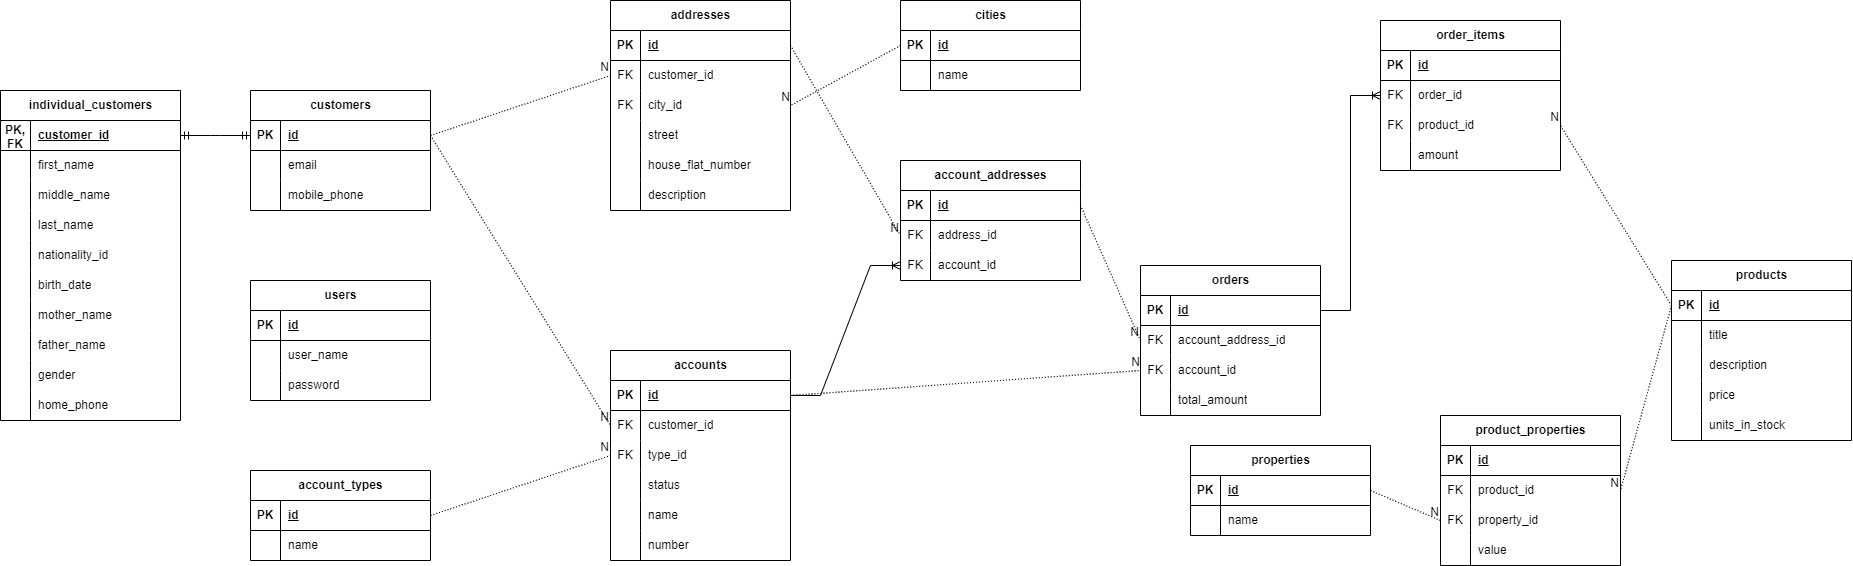 individual_customers
PK, FK customer_id
first_name
middle_name
last_name
nationality_id
birth_date
mother_name
father_name
gender
home_phone
customers
PK id
email
mobile_phone
users
PK id
user_name
password
account_types
PK id
name
addresses
PK id
N FK customer_id
FK city_id N
street
house_flat_number
description
accounts
PK id
N FK customer_id
N FK type_id
status
name
number
cities
PK id
name
account_addresses
PK id
N FK address_id
FK account_id
orders
PK id
N FK account_address_id
N FK account_id
total_amount
order_items
PK id
FK order_id
FK product_id N
amount
properties
PK id
name
product_properties
PK id
FK product_id N
N FK property_id
value
products
PK id
title
description
price
units_in_stock